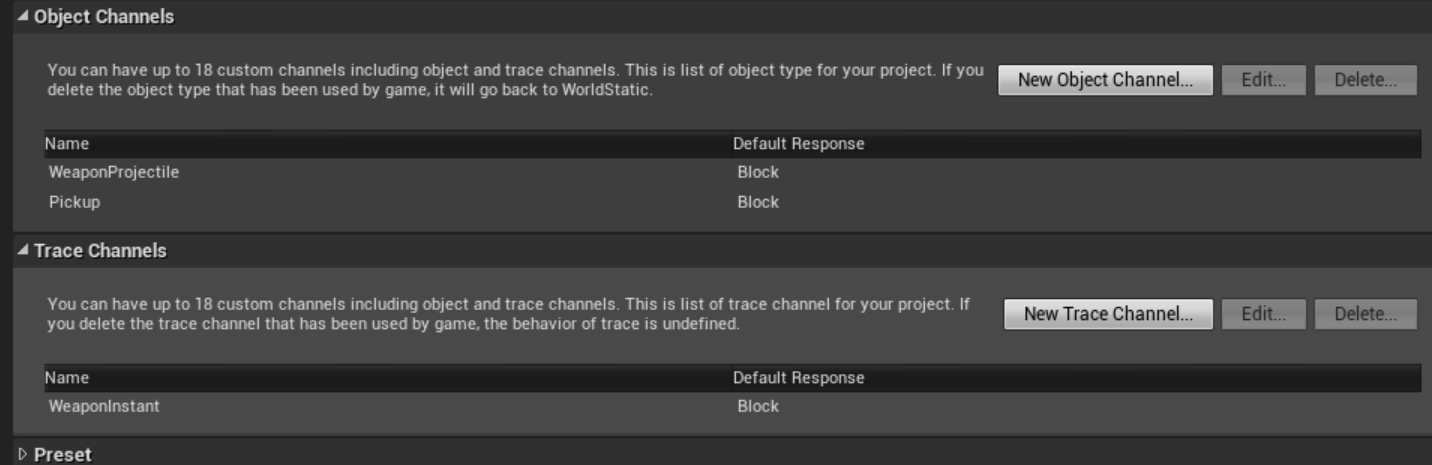 Object Channels
You can have up to 18 custom channels including object and trace channels. This is list of object type for your project. If you
delete the object type that has been used by game, it will go back to WorldStatic.
New Object Channel... Edit... Delete...
Name Default Response
WeaponProjectile Block
Pickup Block
Trace Channels
You can have up to 18 custom channels including object and trace channels. This is list of trace channel for your project. If
you delete the trace channel that has been used by game, the behavior of trace is undefined.
New Trace Channel... Edit... Delete...
Name Default Response
WeaponInstant Block
Preset